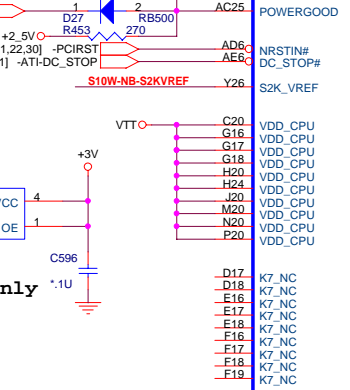 1 2 AC25 POWERGOOD
D27 RB500
R453 270
+2_5V
1,22,30] -PCIRST AD6 NRSTIN#
1] -ATI-DC_STOP AE6 DC_STOP#
S10W-NB-S2KVREF Y26 S2K_VREF
VTT C20 VDD_CPU
G16 VDD_CPU
G17 VDD_CPU
G18 VDD_CPU
H20 VDD_CPU
H24 VDD_CPU
J20 VDD_CPU
M20 VDD_CPU
N20 VDD_CPU
P20 VDD_CPU
+3V
VCC 4
OE 1
C596
*.1U
nly
D17 K7_NC
D18 K7_NC
E16 K7_NC
E17 K7_NC
E18 K7_NC
F16 K7_NC
F17 K7_NC
F18 K7_NC
F19 K7_NC